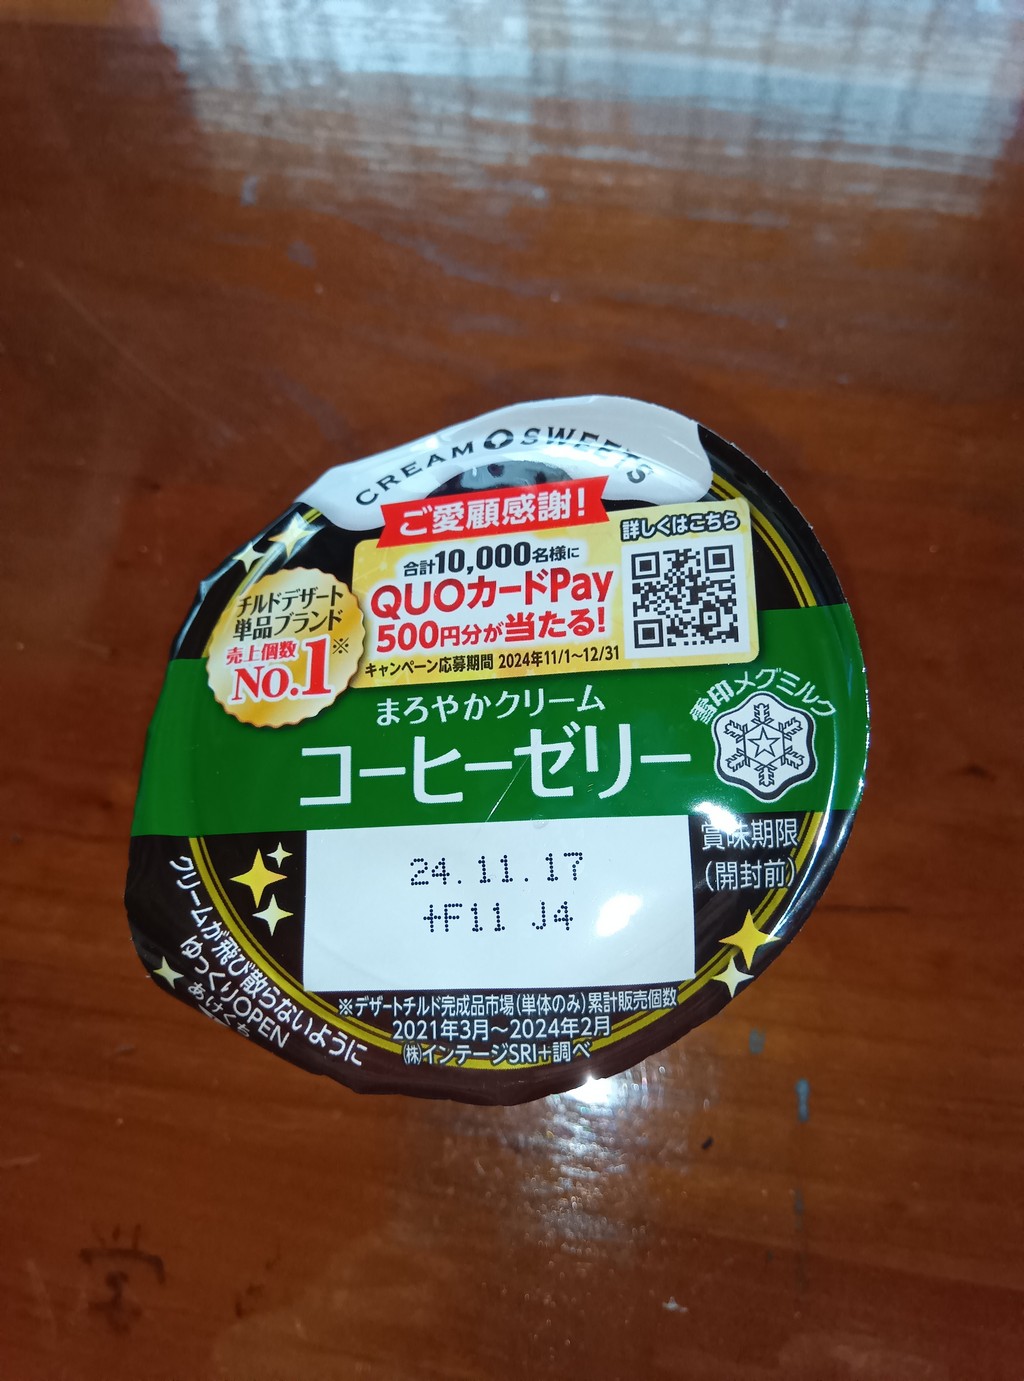 CREAM SWEETS
ご愛顧感謝!
詳しくはこちら
合計10,000名様に
QUOカードPay
500円分が当たる!
キャンペーン応募期間 2024年11/1~12/31
チルドデザート
単品ブランド
売上個数
No.1※
まろやかクリーム
コーヒーゼリー
雪印メグミルク
賞味期限
(開封前)
24.11.17
†F11 J4
クリームが飛び散らないように
ゆっくりOPEN
あけくち
※デザートチルド完成品市場(単体のみ)累計販売個数
2021年3月~2024年2月
㈱インテージSRI+調べ